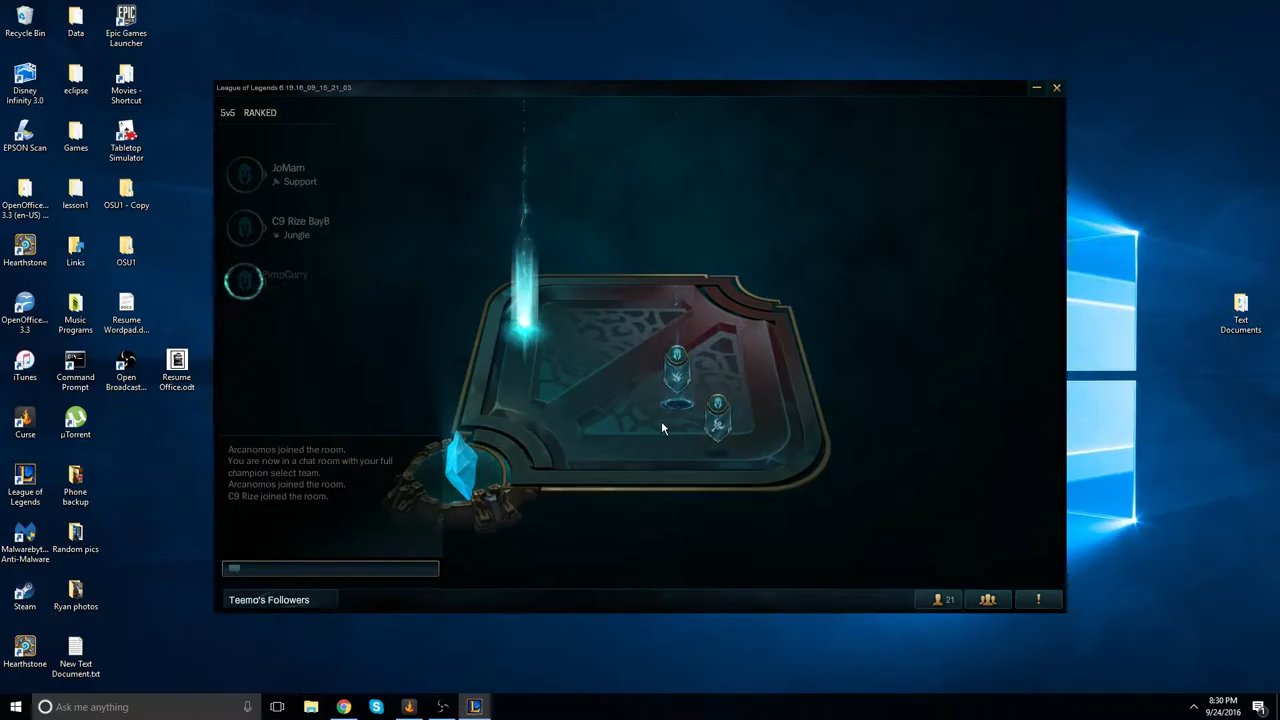 Recycle Bin
Data
Epic Games
Launcher
Disney
Infinity 3.0
eclipse
Movies -
Shortcut
EPSON Scan
Games
Tabletop
Simulator
OpenOffice...
3.3 (en-US) ...
lesson1
OSU1 - Copy
Hearthstone
Links
OSU1
OpenOffice...
3.3
Music
Programs
Resume
Wordpad.d...
iTunes
Command
Prompt
Open
Broadcast...
Resume
Office.odt
Curse
µTorrent
League of
Legends
Phone
backup
Malwarebyt...
Anti-Malware
Random pics
Steam
Ryan photos
Hearthstone
New Text
Document.txt
League of Legends 6.19.16_09_15_21_03
5v5 RANKED
JoMam
Support
C9 Rize BayB
Jungle
Arcanomos joined the room.
You are now in a chat room with your full
champion select team.
Arcanomos joined the room.
C9 Rize joined the room.
Teemo's Followers
21
Text
Documents
Ask me anything
8:30 PM
9/24/2016